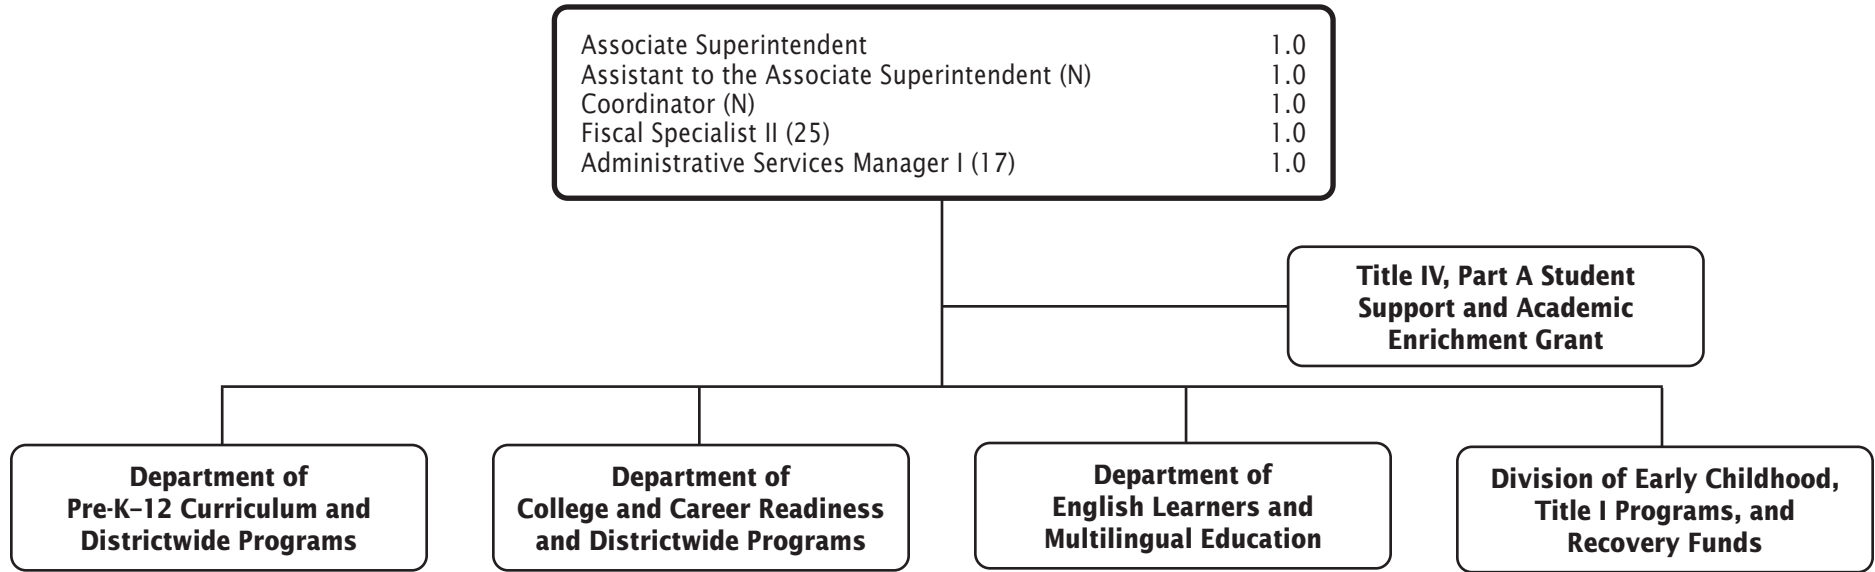 Associate Superintendent 1.0
Assistant to the Associate Superintendent (N) 1.0
Coordinator (N) 1.0
Fiscal Specialist II (25) 1.0
Administrative Services Manager I (17) 1.0
Title IV, Part A Student
Support and Academic
Enrichment Grant
Department of
Pre-K–12 Curriculum and
Districtwide Programs
Department of
College and Career Readiness
and Districtwide Programs
Department of
English Learners and
Multilingual Education
Division of Early Childhood,
Title I Programs, and
Recovery Funds